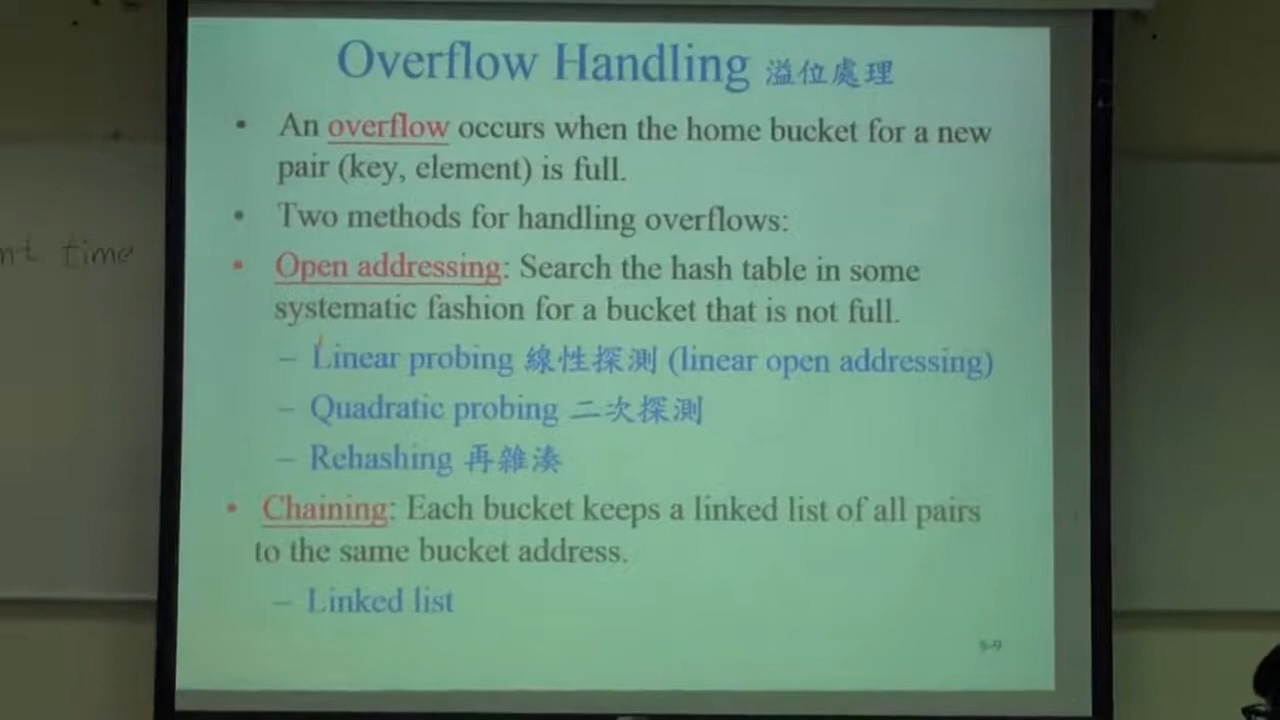 Overflow Handling 溢位處理
• An overflow occurs when the home bucket for a new
pair (key, element) is full.
• Two methods for handling overflows:
• Open addressing: Search the hash table in some
systematic fashion for a bucket that is not full.
– Linear probing 線性探測 (linear open addressing)
– Quadratic probing 二次探測
– Rehashing 再雜湊
• Chaining: Each bucket keeps a linked list of all pairs
to the same bucket address.
– Linked list
time